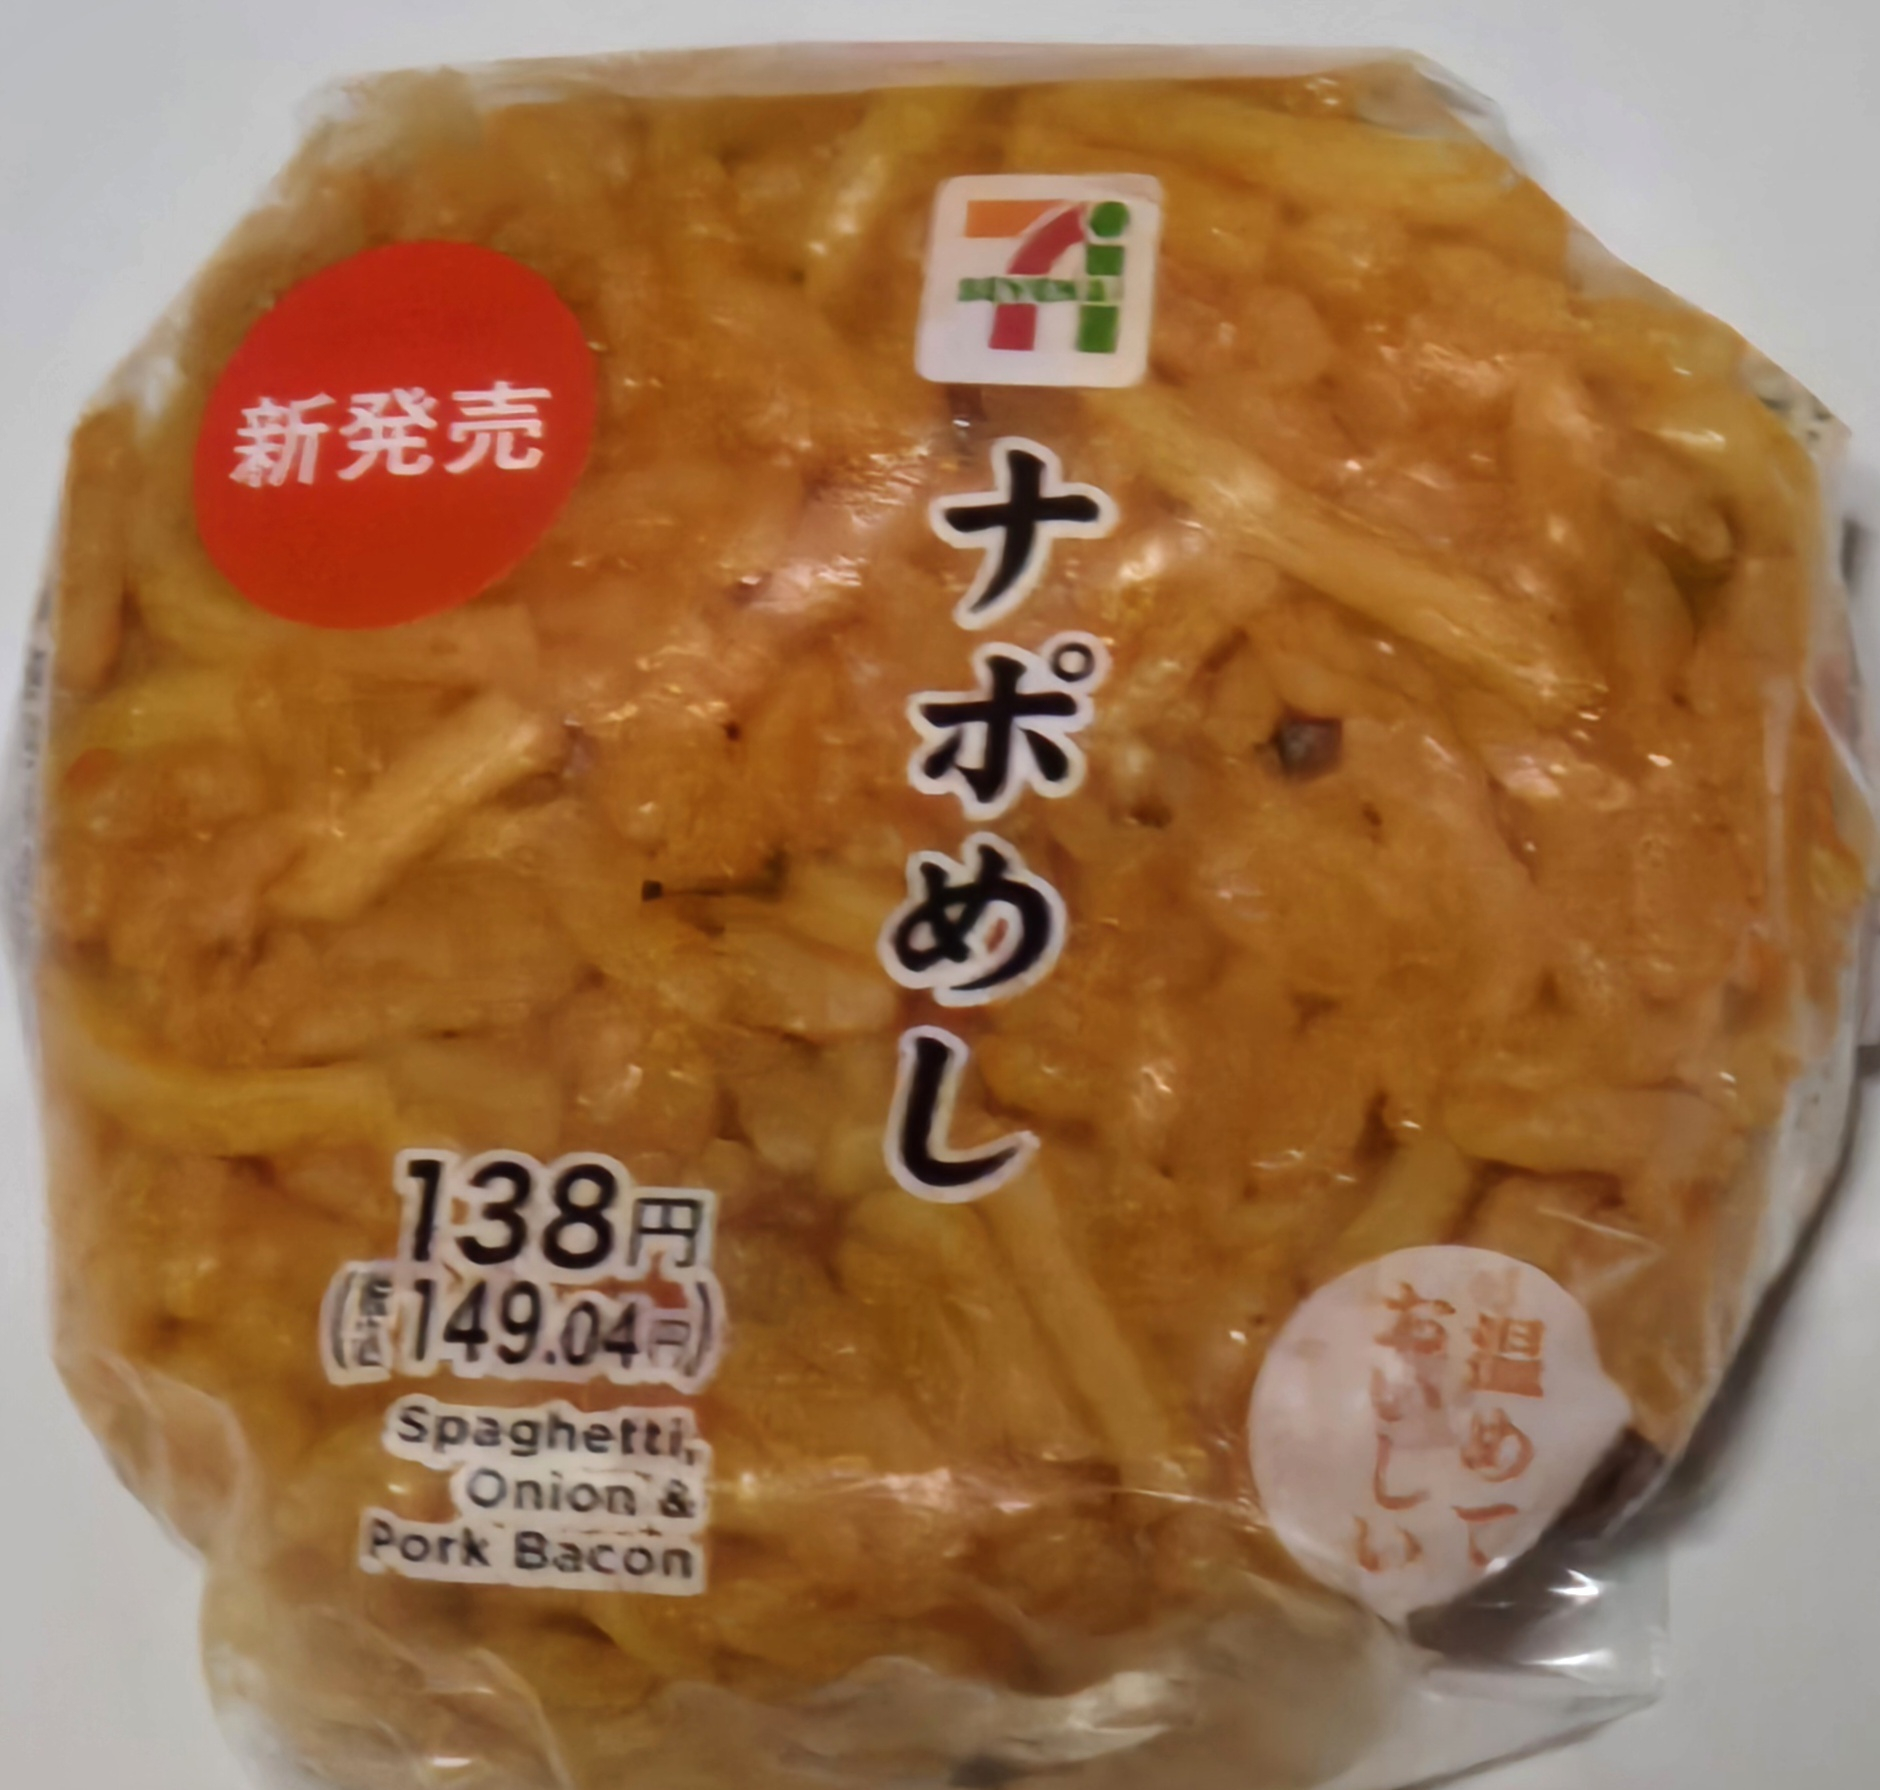 新発売
ナポめし
138円
(税込149.04円)
Spaghetti,
Onion &
Pork Bacon
温めて
おいしい